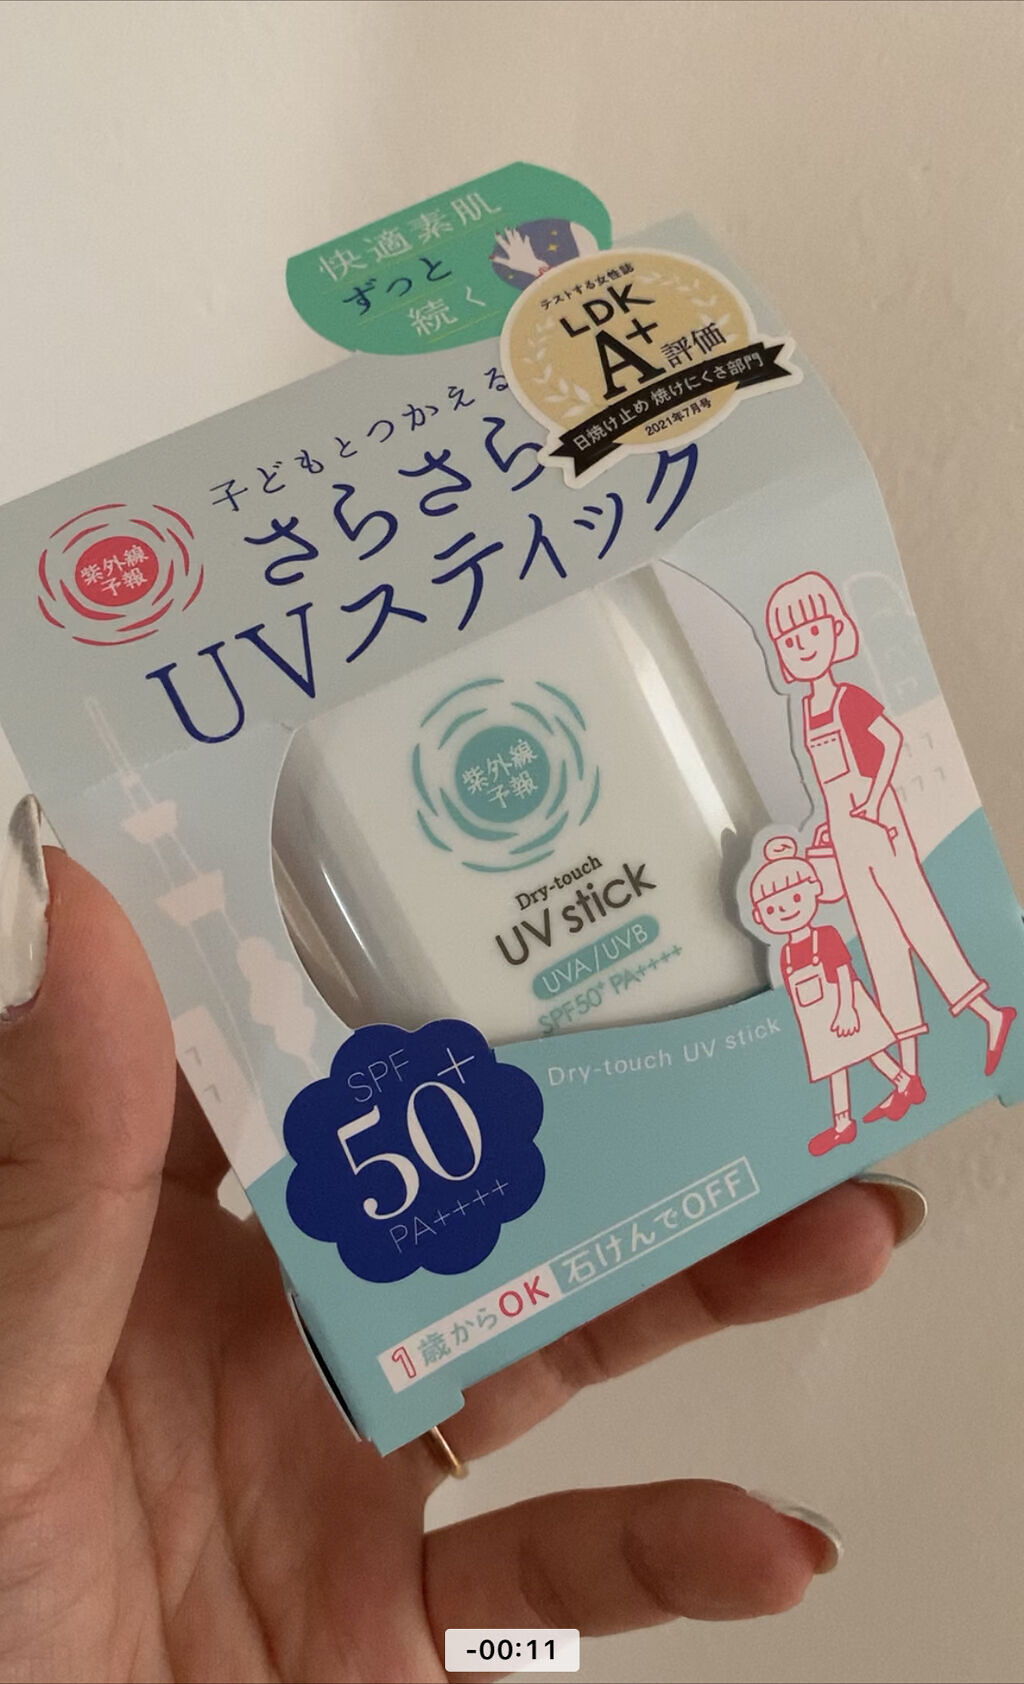 快適素肌
ずっと
続く
テストする女性誌
LDK
A+評価
日焼け止め 焼けにくさ部門
2021年7月号
子どもとつかえる
さらさら
UVスティック
紫外線
予報
紫外線
予報
Dry-touch
UV stick
UVA/UVB
SPF50+ PA++++
Dry-touch UV stick
SPF
50+
PA++++
1歳からOK 石けんでOFF
-00:11